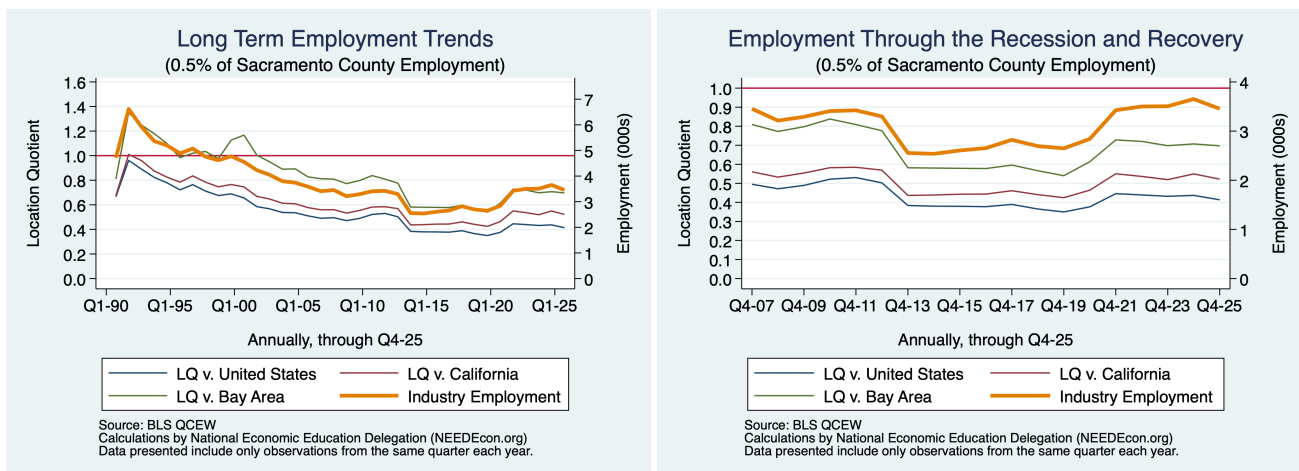 Long Term Employment Trends
(0.5% of Sacramento County Employment)
Location Quotient
1.6
1.4
1.2
1.0
0.8
0.6
0.4
0.2
0.0
7
6
5
4
3
2
1
0
Employment (000s)
Q1-90 Q1-95 Q1-00 Q1-05 Q1-10 Q1-15 Q1-20 Q1-25
Annually, through Q4-25
LQ v. United States LQ v. California
LQ v. Bay Area Industry Employment
Source: BLS QCEW
Calculations by National Economic Education Delegation (NEEDEcon.org)
Data presented include only observations from the same quarter each year.
Employment Through the Recession and Recovery
(0.5% of Sacramento County Employment)
Location Quotient
1.0
0.9
0.8
0.7
0.6
0.5
0.4
0.3
0.2
0.1
0.0
4
3
2
1
0
Employment (000s)
Q4-07 Q4-09 Q4-11 Q4-13 Q4-15 Q4-17 Q4-19 Q4-21 Q4-23 Q4-25
Annually, through Q4-25
LQ v. United States LQ v. California
LQ v. Bay Area Industry Employment
Source: BLS QCEW
Calculations by National Economic Education Delegation (NEEDEcon.org)
Data presented include only observations from the same quarter each year.